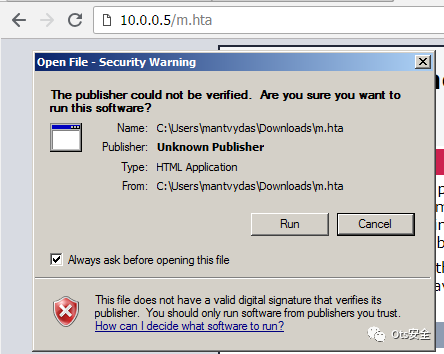 10.0.0.5/m.hta
Open File - Security Warning
The publisher could not be verified. Are you sure you want to
run this software?
Name: C:\Users\mantvydas\Downloads\m.hta
Publisher: Unknown Publisher
Type: HTML Application
From: C:\Users\mantvydas\Downloads\m.hta
Run Cancel
Always ask before opening this file
This file does not have a valid digital signature that verifies its
publisher. You should only run software from publishers you trust.
How can I decide what software to run?
Ots安全